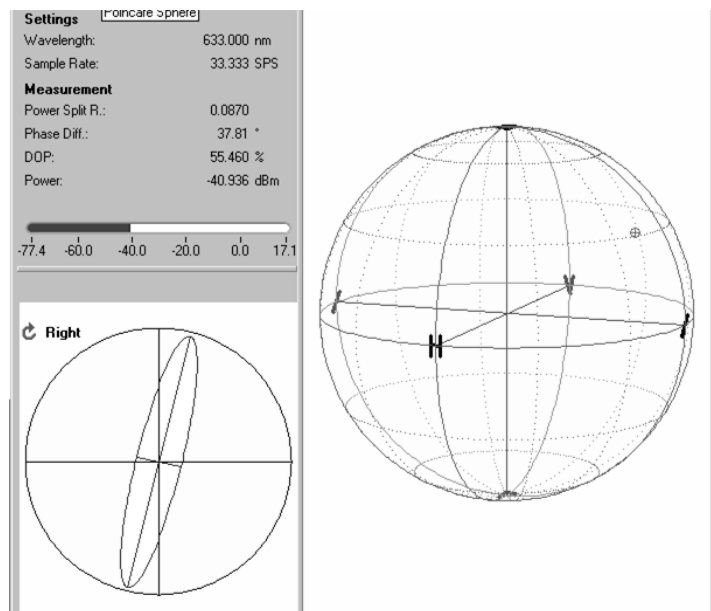 Poincare Sphere
Settings
Wavelength: 633.000 nm
Sample Rate: 33.333 SPS
Measurement
Power Split R.: 0.0870
Phase Diff.: 37.81 °
DOP: 55.460 %
Power: -40.936 dBm
-77.4 -60.0 -40.0 -20.0 0.0 17.1
Right
V
H